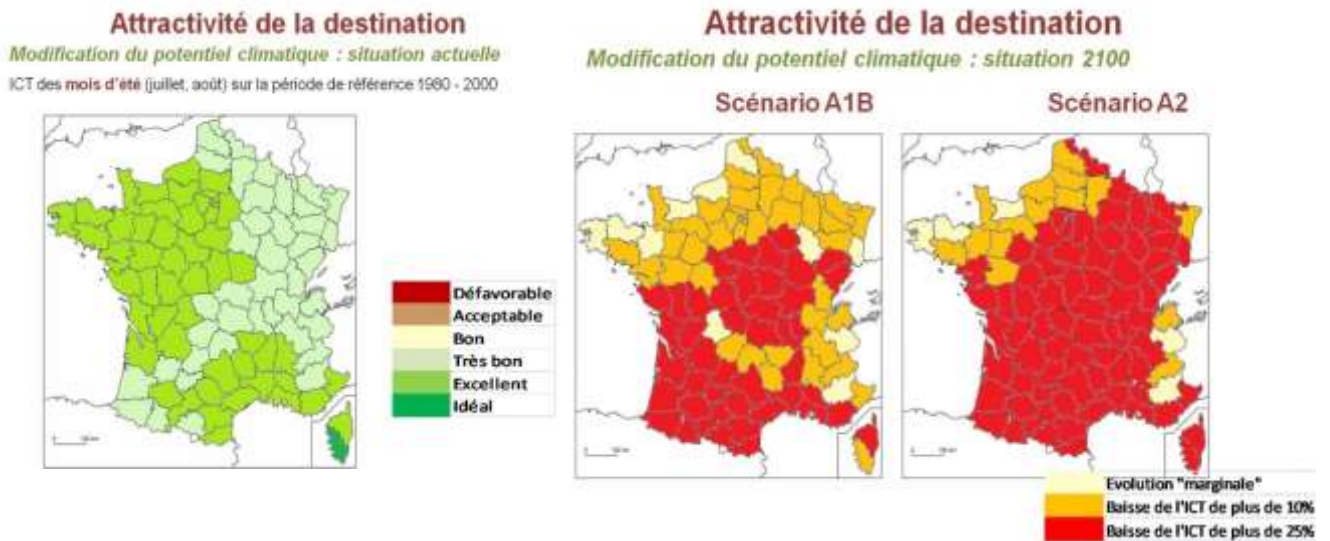 Attractivité de la destination
Modification du potentiel climatique : situation actuelle
ICT des mois d'été (juillet, août) sur la période de référence 1980 - 2000
Défavorable
Acceptable
Bon
Très bon
Excellent
Idéal
Attractivité de la destination
Modification du potentiel climatique : situation 2100
Scénario A1B
Scénario A2
Evolution "marginale"
Baisse de l'ICT de plus de 10%
Baisse de l'ICT de plus de 25%